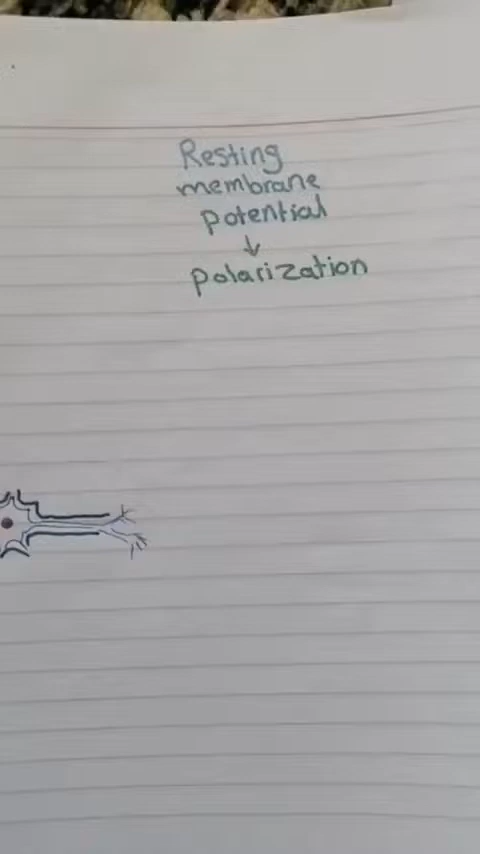 Resting
membrane
potential
↓
polarization